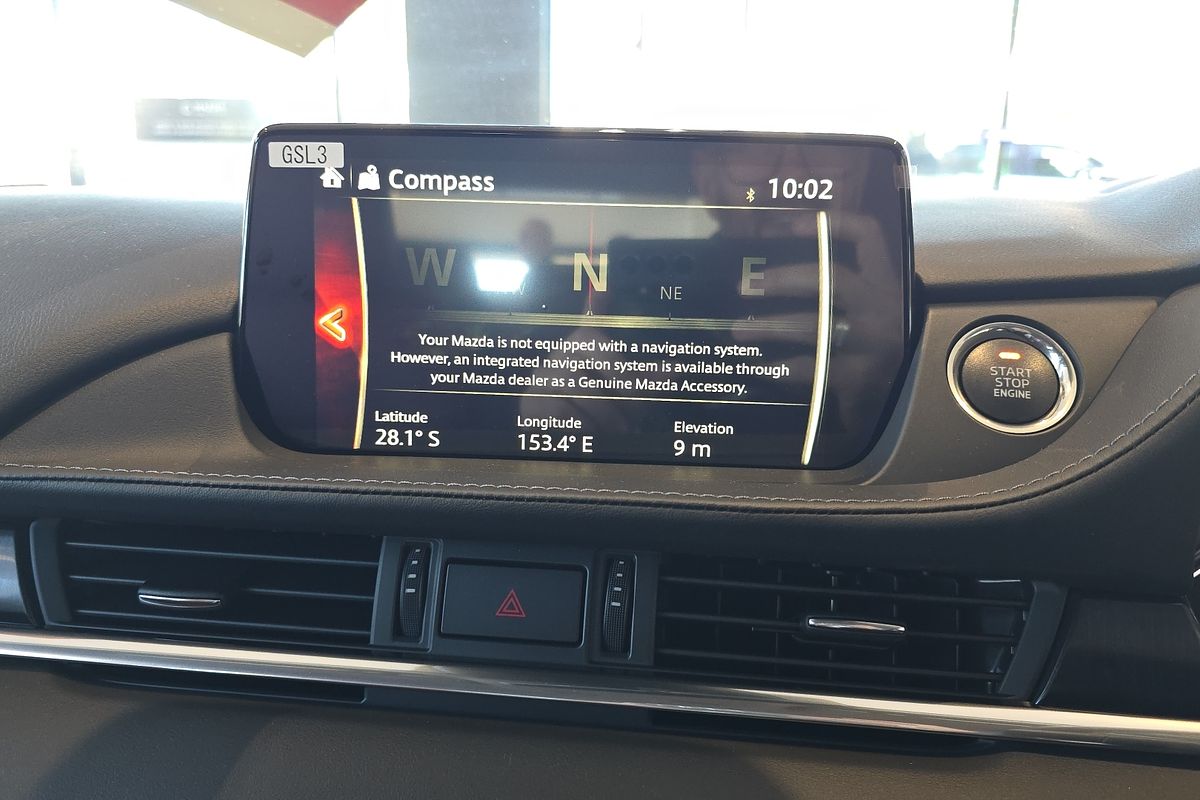 GSL3
Compass
10:02
W N E
NE
Your Mazda is not equipped with a navigation system.
However, an integrated navigation system is available through
your Mazda dealer as a Genuine Mazda Accessory.
Latitude Longitude Elevation
28.1° S 153.4° E 9 m
START
STOP
ENGINE